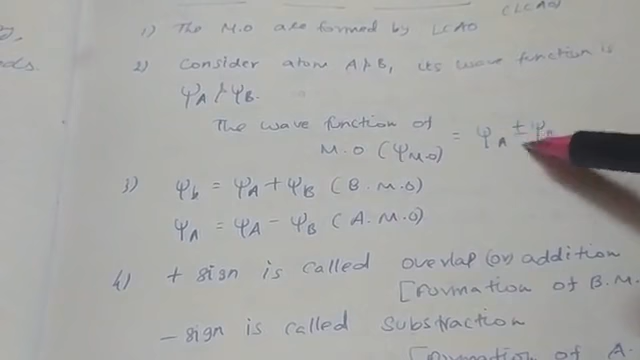 (LCAO)
1) The M.O are formed by LCAO
2) Consider atom A & B, its wave function is
ψA & ψB.
The wave function of
M.O (ψM.O) = ψA ± ψ
3) ψb = ψA + ψB (B.M.O)
ψA = ψA - ψB (A.M.O)
4) + sign is called overlap (or) addition
[Formation of B.M.
- sign is called Substraction
[Formation of A.